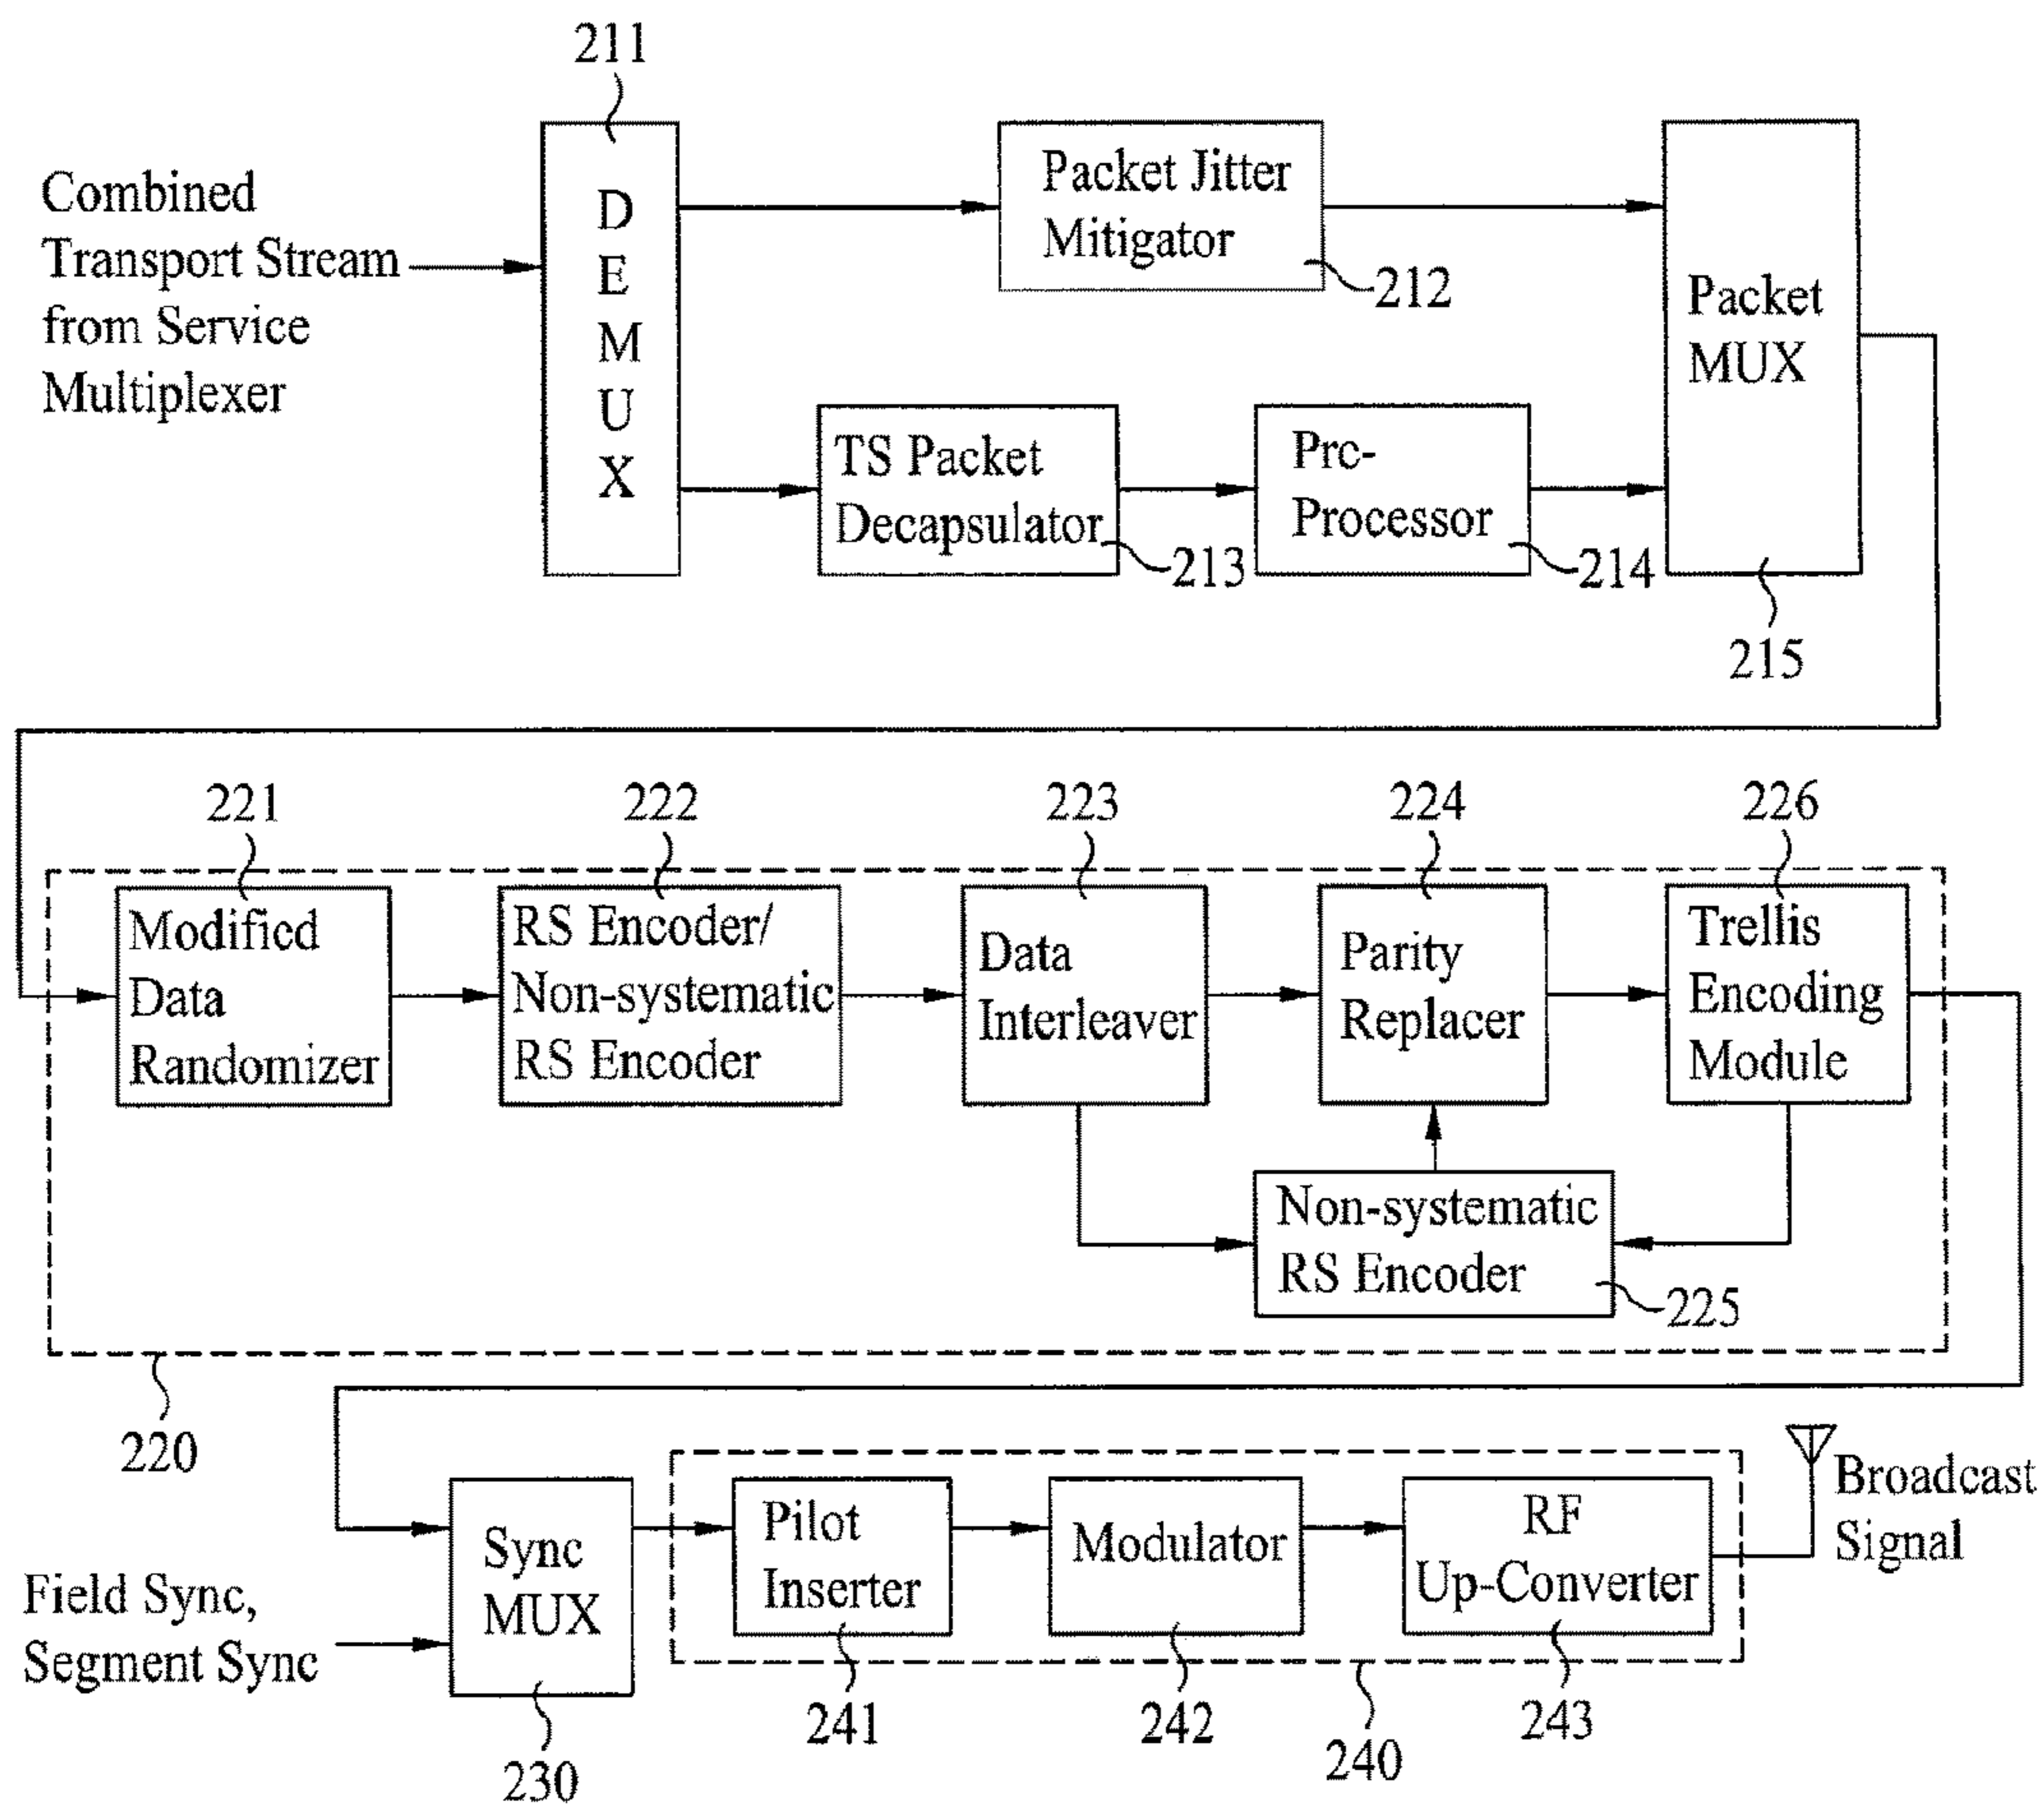 211
Combined
Transport Stream
from Service
Multiplexer
D
E
M
U
X
Packet Jitter
Mitigator
212
Packet
MUX
TS Packet
Decapsulator
213
Pre-
Processor
214
215
221
222
223
224
226
Modified
Data
Randomizer
RS Encoder/
Non-systematic
RS Encoder
Data
Interleaver
Parity
Replacer
Trellis
Encoding
Module
Non-systematic
RS Encoder
225
220
Field Sync,
Segment Sync
Sync
MUX
230
Pilot
Inserter
241
Modulator
242
RF
Up-Converter
243
240
Broadcast
Signal